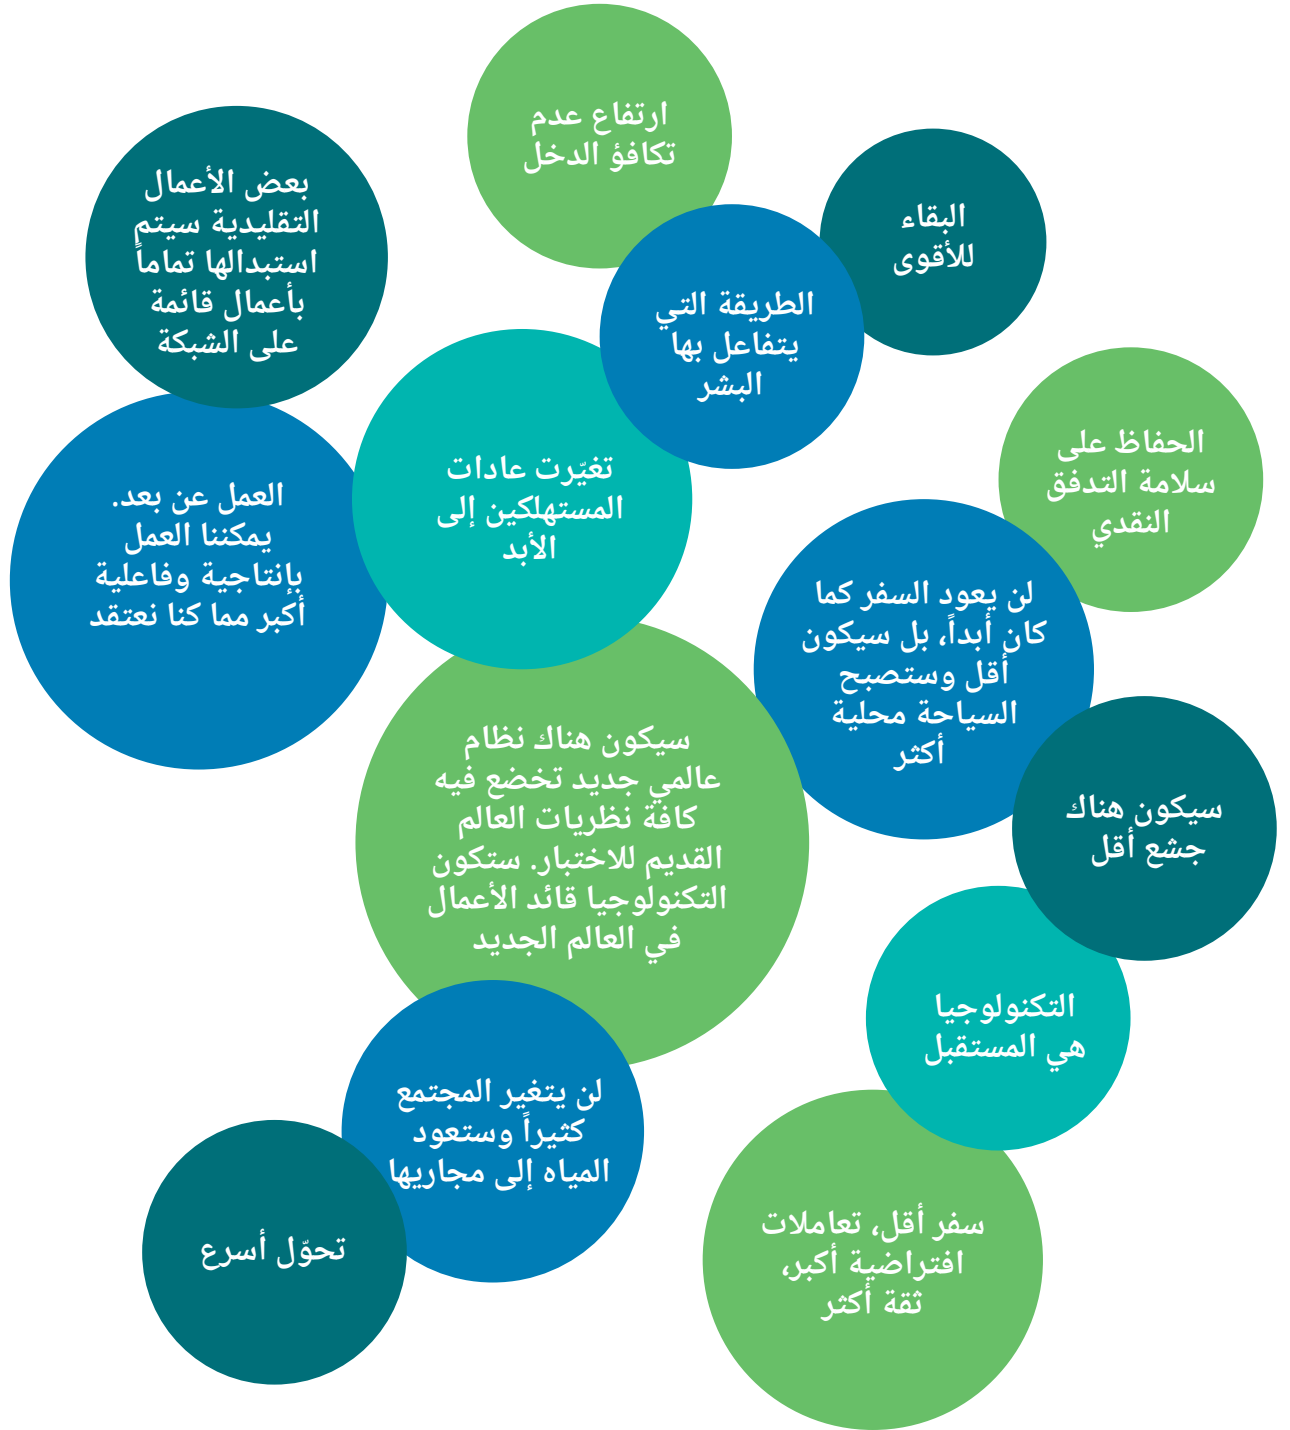 ارتفاع عدم
تكافؤ الدخل
البقاء
للأقوى
بعض الأعمال
التقليدية سيتم
استبدالها تماماً
بأعمال قائمة
على الشبكة
الطريقة التي
يتفاعل بها
البشر
الحفاظ على
سلامة التدفق
النقدي
تغيّرت عادات
المستهلكين إلى
الأبد
العمل عن بعد.
يمكننا العمل
بإنتاجية وفاعلية
أكبر مما كنا نعتقد
لن يعود السفر كما
كان أبداً، بل سيكون
أقل وستصبح
السياحة محلية
أكثر
سيكون هناك نظام
عالمي جديد تخضع فيه
كافة نظريات العالم
القديم للاختبار. ستكون
التكنولوجيا قائد الأعمال
في العالم الجديد
سيكون هناك
جشع أقل
التكنولوجيا
هي المستقبل
لن يتغير المجتمع
كثيراً وستعود
المياه إلى مجاريها
سفر أقل، تعاملات
افتراضية أكبر،
ثقة أكثر
تحوّل أسرع